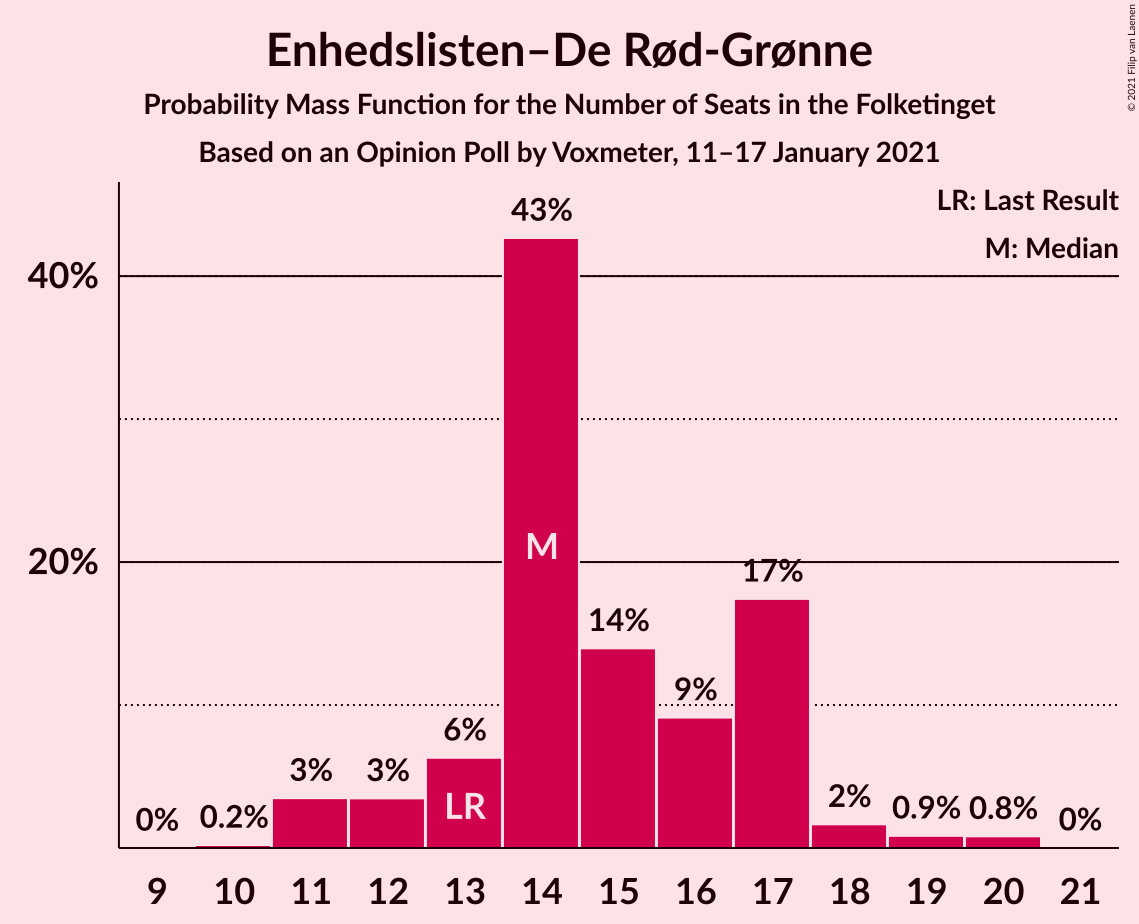 Enhedslisten–De Rød-Grønne
Probability Mass Function for the Number of Seats in the Folketinget
Based on an Opinion Poll by Voxmeter, 11–17 January 2021
© 2021 Filip van Laenen
LR: Last Result
M: Median
40%
20%
0%
0.2%
3%
3%
6%
43%
14%
9%
17%
2%
0.9%
0.8%
0%
LR
M
9 10 11 12 13 14 15 16 17 18 19 20 21